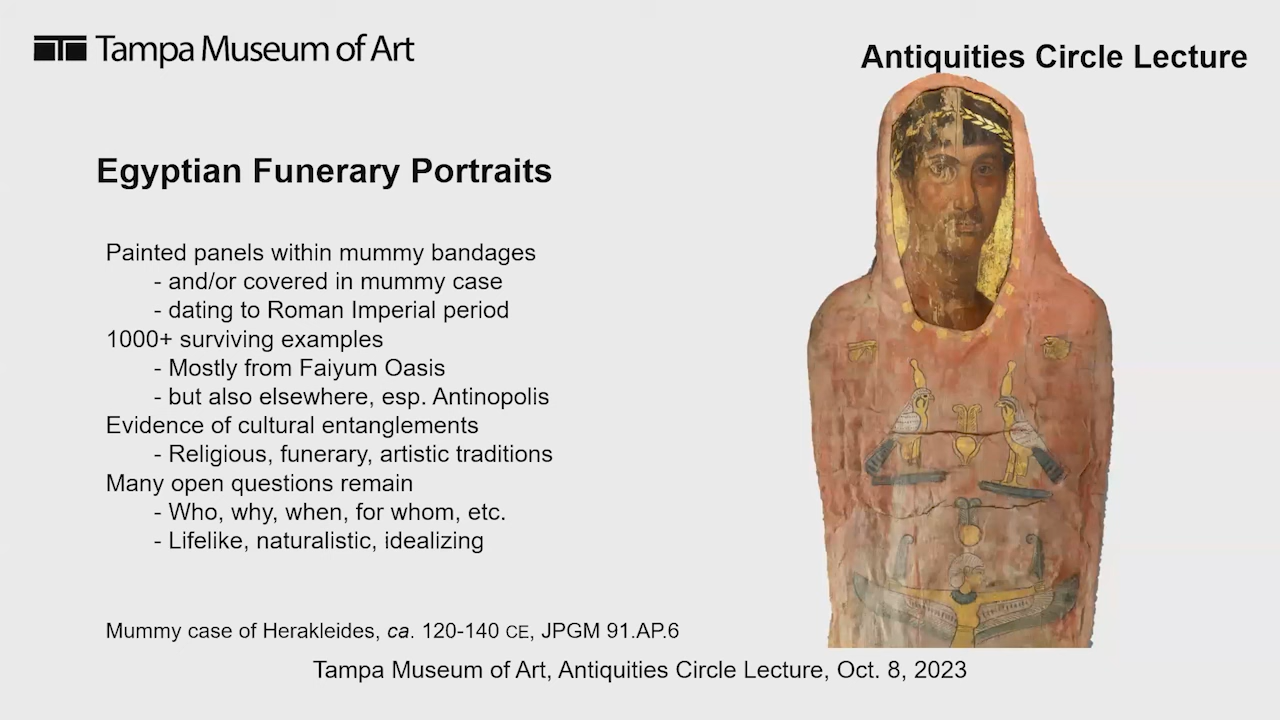 Tampa Museum of Art
Antiquities Circle Lecture
Egyptian Funerary Portraits
Painted panels within mummy bandages
- and/or covered in mummy case
- dating to Roman Imperial period
1000+ surviving examples
- Mostly from Faiyum Oasis
- but also elsewhere, esp. Antinopolis
Evidence of cultural entanglements
- Religious, funerary, artistic traditions
Many open questions remain
- Who, why, when, for whom, etc.
- Lifelike, naturalistic, idealizing
Mummy case of Herakleides, ca. 120-140 CE, JPGM 91.AP.6
Tampa Museum of Art, Antiquities Circle Lecture, Oct. 8, 2023